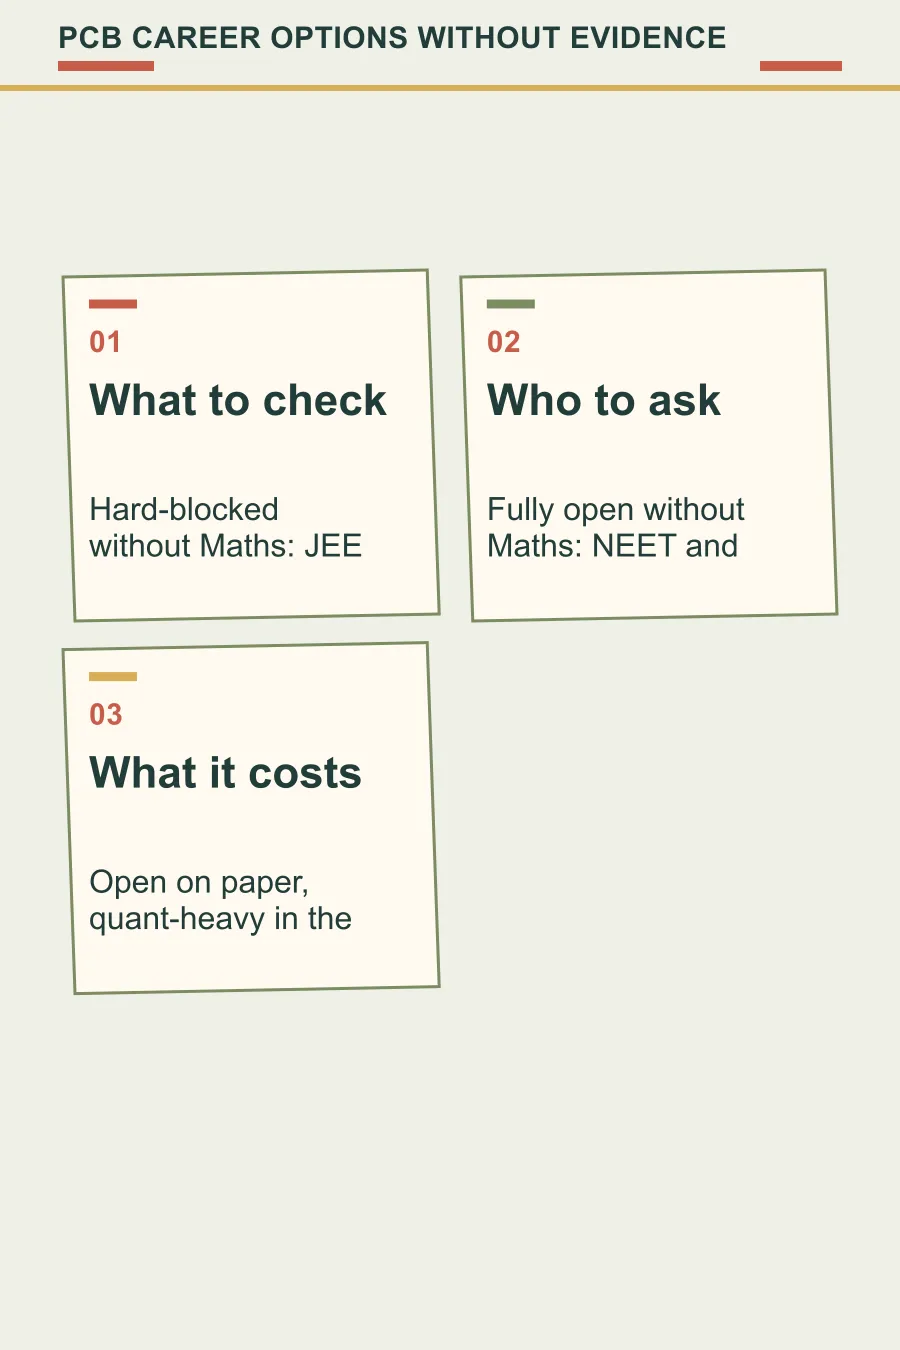 PCB CAREER OPTIONS WITHOUT EVIDENCE
01
What to check
Hard-blocked
without Maths: JEE
02
Who to ask
Fully open without
Maths: NEET and
03
What it costs
Open on paper,
quant-heavy in the